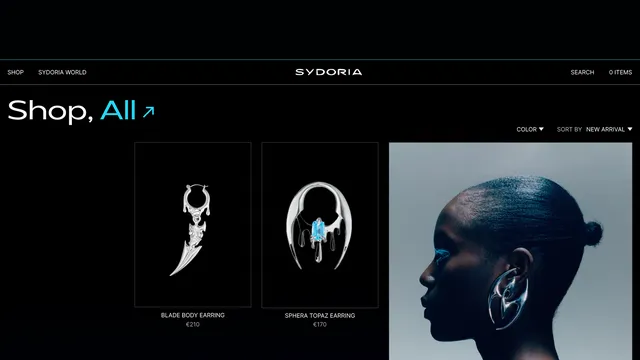 SHOP SYDORIA WORLD SYDORIA SEARCH 0 ITEMS
Shop, All ↗
COLOR ▼ SORT BY NEW ARRIVAL ▼
BLADE BODY EARRING
€210
SPHERA TOPAZ EARRING
€170